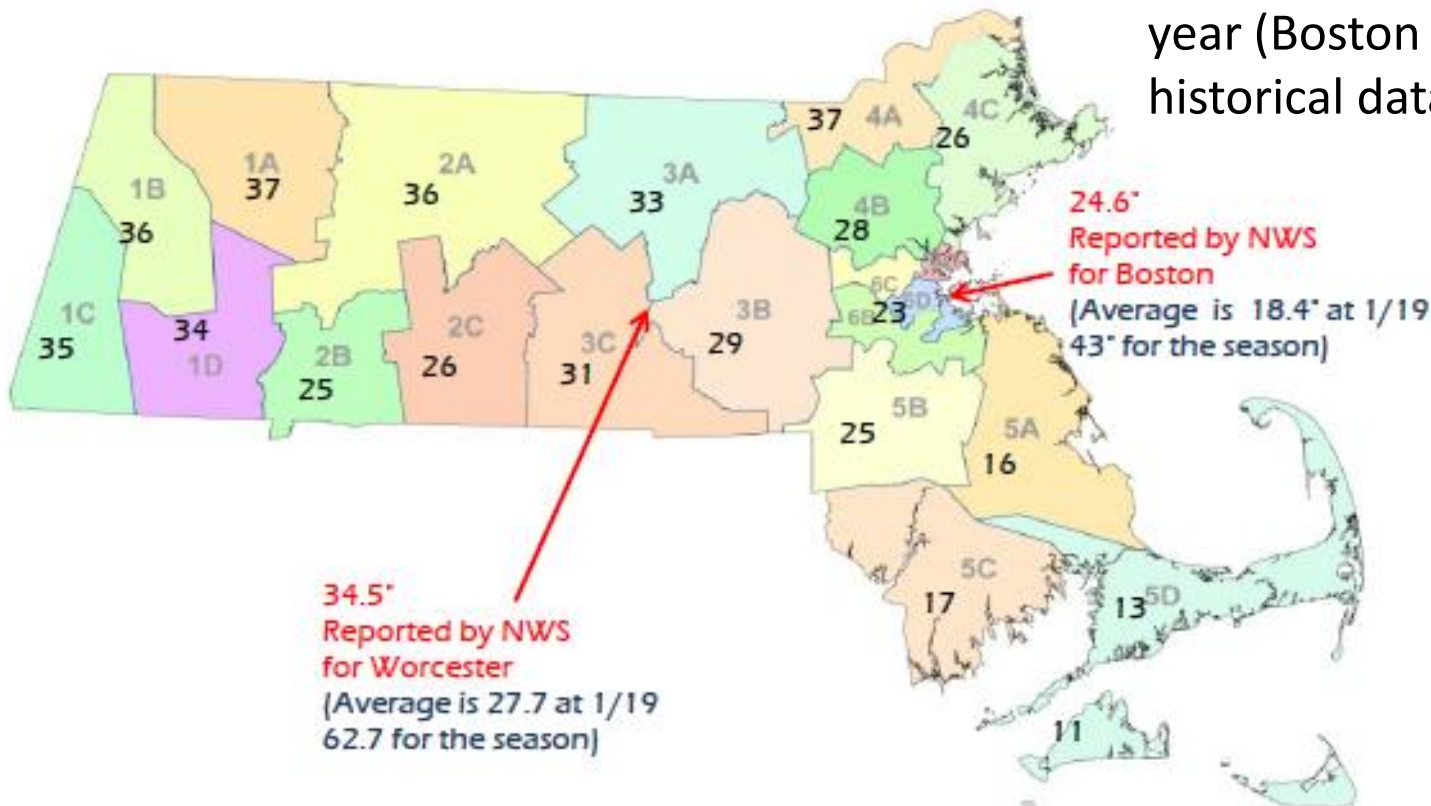 year (Boston
historical data
37 4A
4C
26
1A
37
2A
36
3A
33
1B
36
4B
28
24.6"
Reported by NWS
for Boston
(Average is 18.4" at 1/19
43" for the season)
6C
6D
6B 23
1C
35
34
1D
2B
25
2C
26
3C
31
3B
29
5B
25
5A
16
34.5"
Reported by NWS
for Worcester
(Average is 27.7 at 1/19
62.7 for the season)
5C
17
13 5D
11